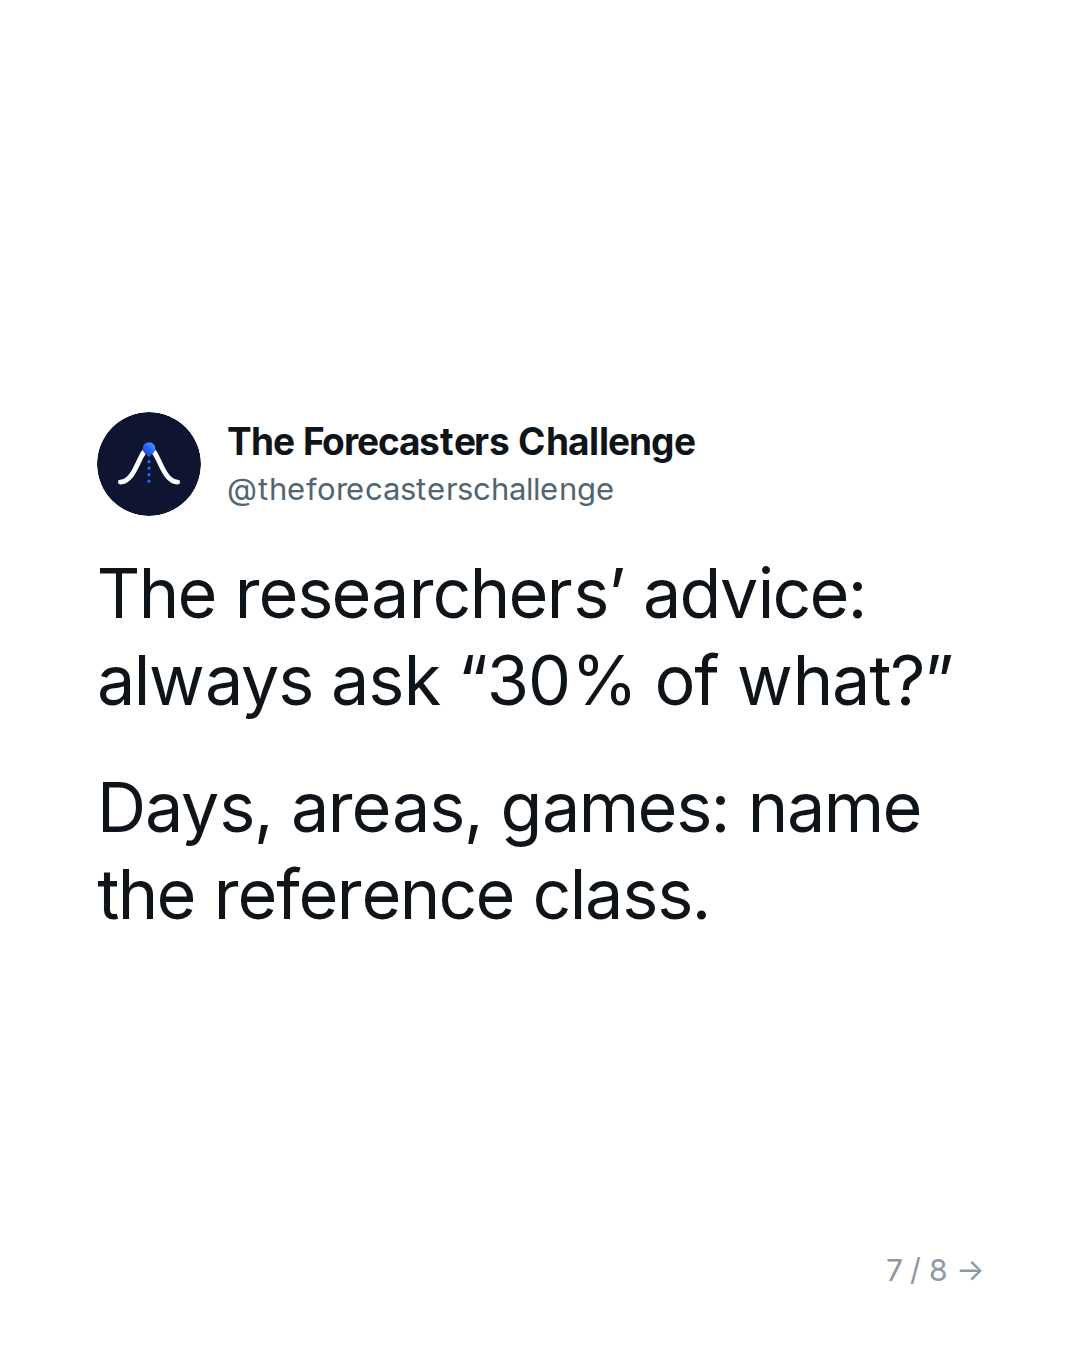 The Forecasters Challenge
@theforecasterschallenge
The researchers’ advice:
always ask “30% of what?”
Days, areas, games: name
the reference class.
7 / 8 →